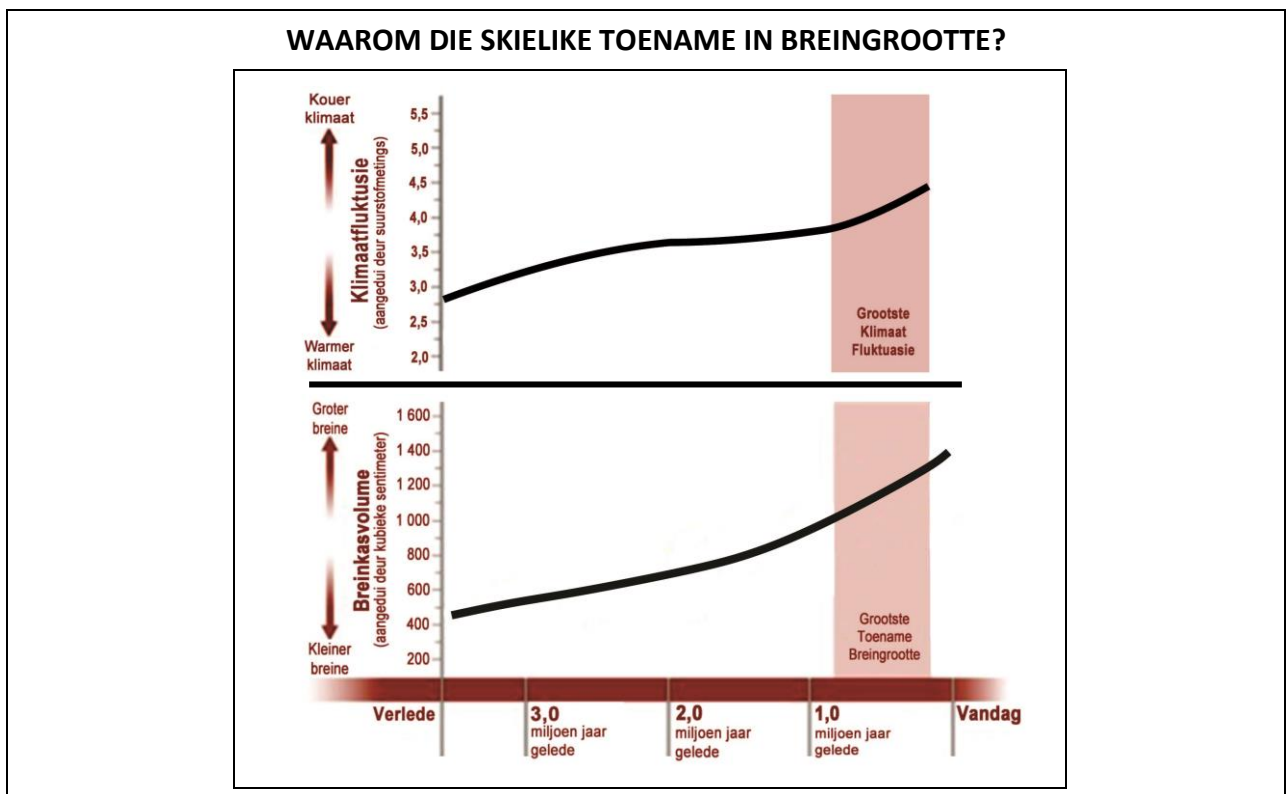 WAAROM DIE SKIELIKE TOENAME IN BREINGROOTTE?
Kouer
klimaat
Klimaatfluktusie
(aangedui deur suurstofmetings)
Warmer
klimaat
5,5
5,0
4,5
4,0
3,5
3,0
2,5
2,0
Grootste
Klimaat
Fluktuasie
Groter
breine
Breinkasvolume
(aangedui deur kubieke sentimeter)
Kleiner
breine
1 600
1 400
1 200
1 000
800
600
400
200
Grootste
Toename
Breingrootte
Verlede
3,0
miljoen jaar
gelede
2,0
miljoen jaar
gelede
1,0
miljoen jaar
gelede
Vandag